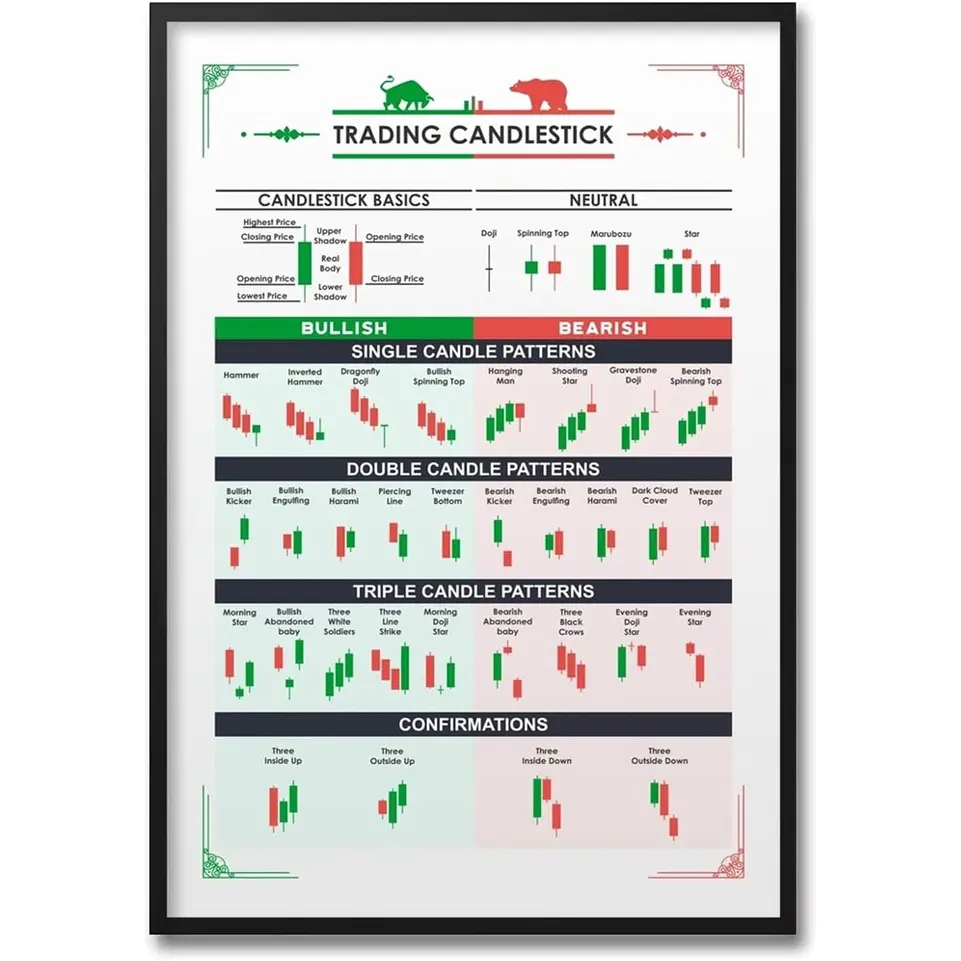 TRADING CANDLESTICK
CANDLESTICK BASICS
NEUTRAL
Highest Price
Closing Price
Opening Price
Lowest Price
Upper
Shadow
Real
Body
Lower
Shadow
Opening Price
Closing Price
Doji
Spinning Top
Marubozu
Star
BULLISH
BEARISH
SINGLE CANDLE PATTERNS
Hammer
Inverted
Hammer
Dragonfly
Doji
Bullish
Spinning Top
Hanging
Man
Shooting
Star
Gravestone
Doji
Bearish
Spinning Top
DOUBLE CANDLE PATTERNS
Bullish
Kicker
Bullish
Engulfing
Bullish
Harami
Piercing
Line
Tweezer
Bottom
Bearish
Kicker
Bearish
Engulfing
Bearish
Harami
Dark Cloud
Cover
Tweezer
Top
TRIPLE CANDLE PATTERNS
Morning
Star
Bullish
Abandoned
baby
Three
White
Soldiers
Three
Line
Strike
Morning
Doji
Star
Bearish
Abandoned
baby
Three
Black
Crows
Evening
Doji
Star
Evening
Star
CONFIRMATIONS
Three
Inside Up
Three
Outside Up
Three
Inside Down
Three
Outside Down